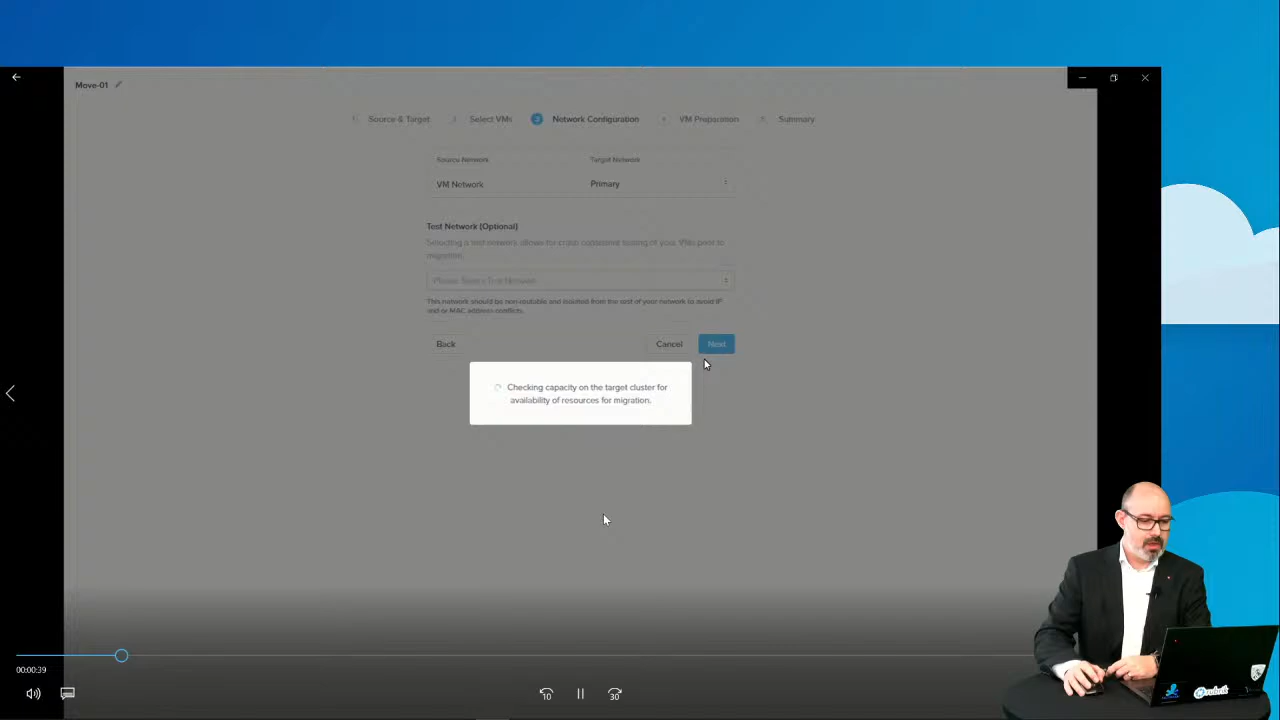 Move-01
1 Source & Target
2 Select VMs
3 Network Configuration
4 VM Preparation
5 Summary
Source Network
Target Network
VM Network
Primary
Test Network (Optional)
Selecting a test network allows for crash consistent testing of your VMs prior to
migration.
Please Select Test Network
This network should be non-routable and isolated from the rest of your network to avoid IP
and/or MAC address conflicts.
Back
Cancel
Next
Checking capacity on the target cluster for
availability of resources for migration.
00:00:39
10
30
rubrik